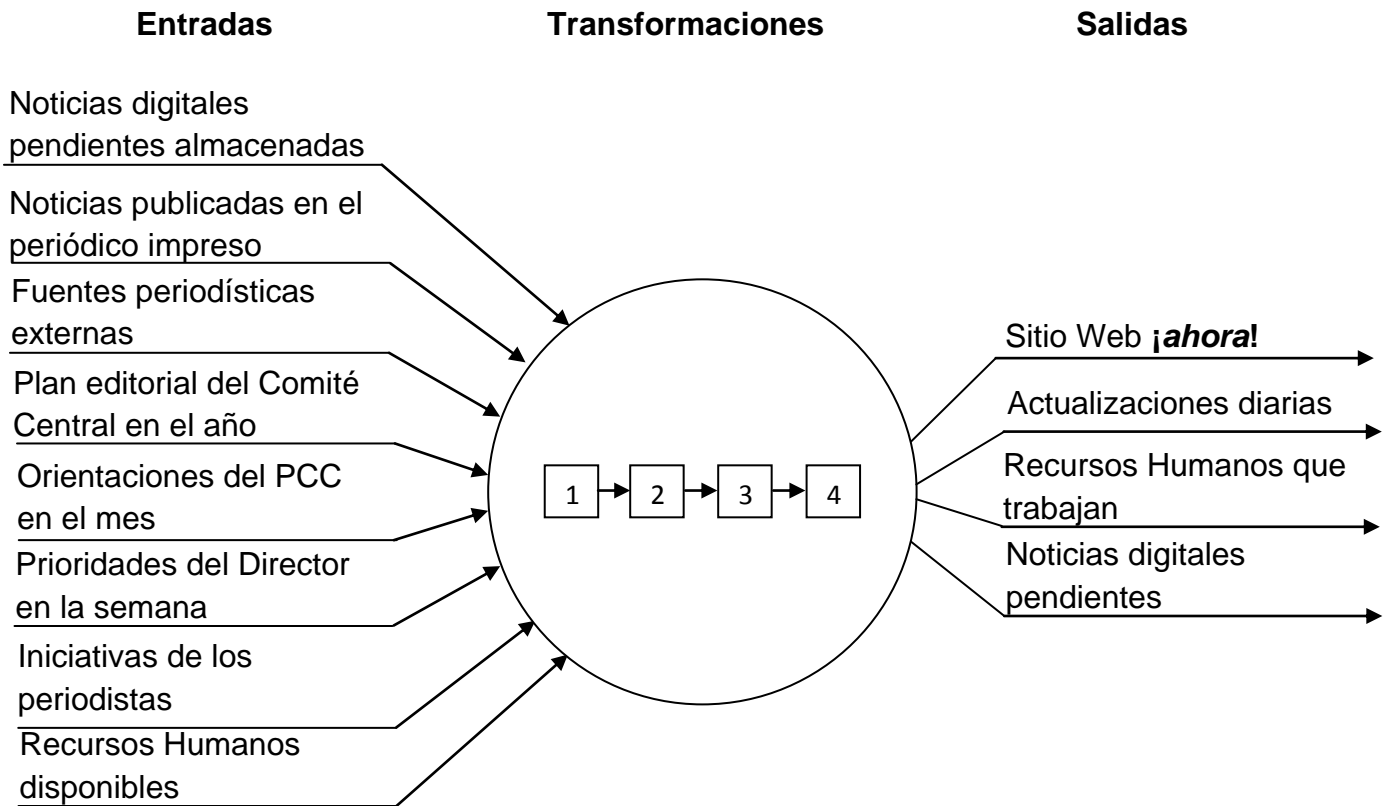 Entradas
Transformaciones
Salidas
Noticias digitales
pendientes almacenadas
Noticias publicadas en el
periódico impreso
Fuentes periodísticas
externas
Plan editorial del Comité
Central en el año
Orientaciones del PCC
en el mes
Prioridades del Director
en la semana
Iniciativas de los
periodistas
Recursos Humanos
disponibles
1
2
3
4
Sitio Web ¡ahora!
Actualizaciones diarias
Recursos Humanos que
trabajan
Noticias digitales
pendientes